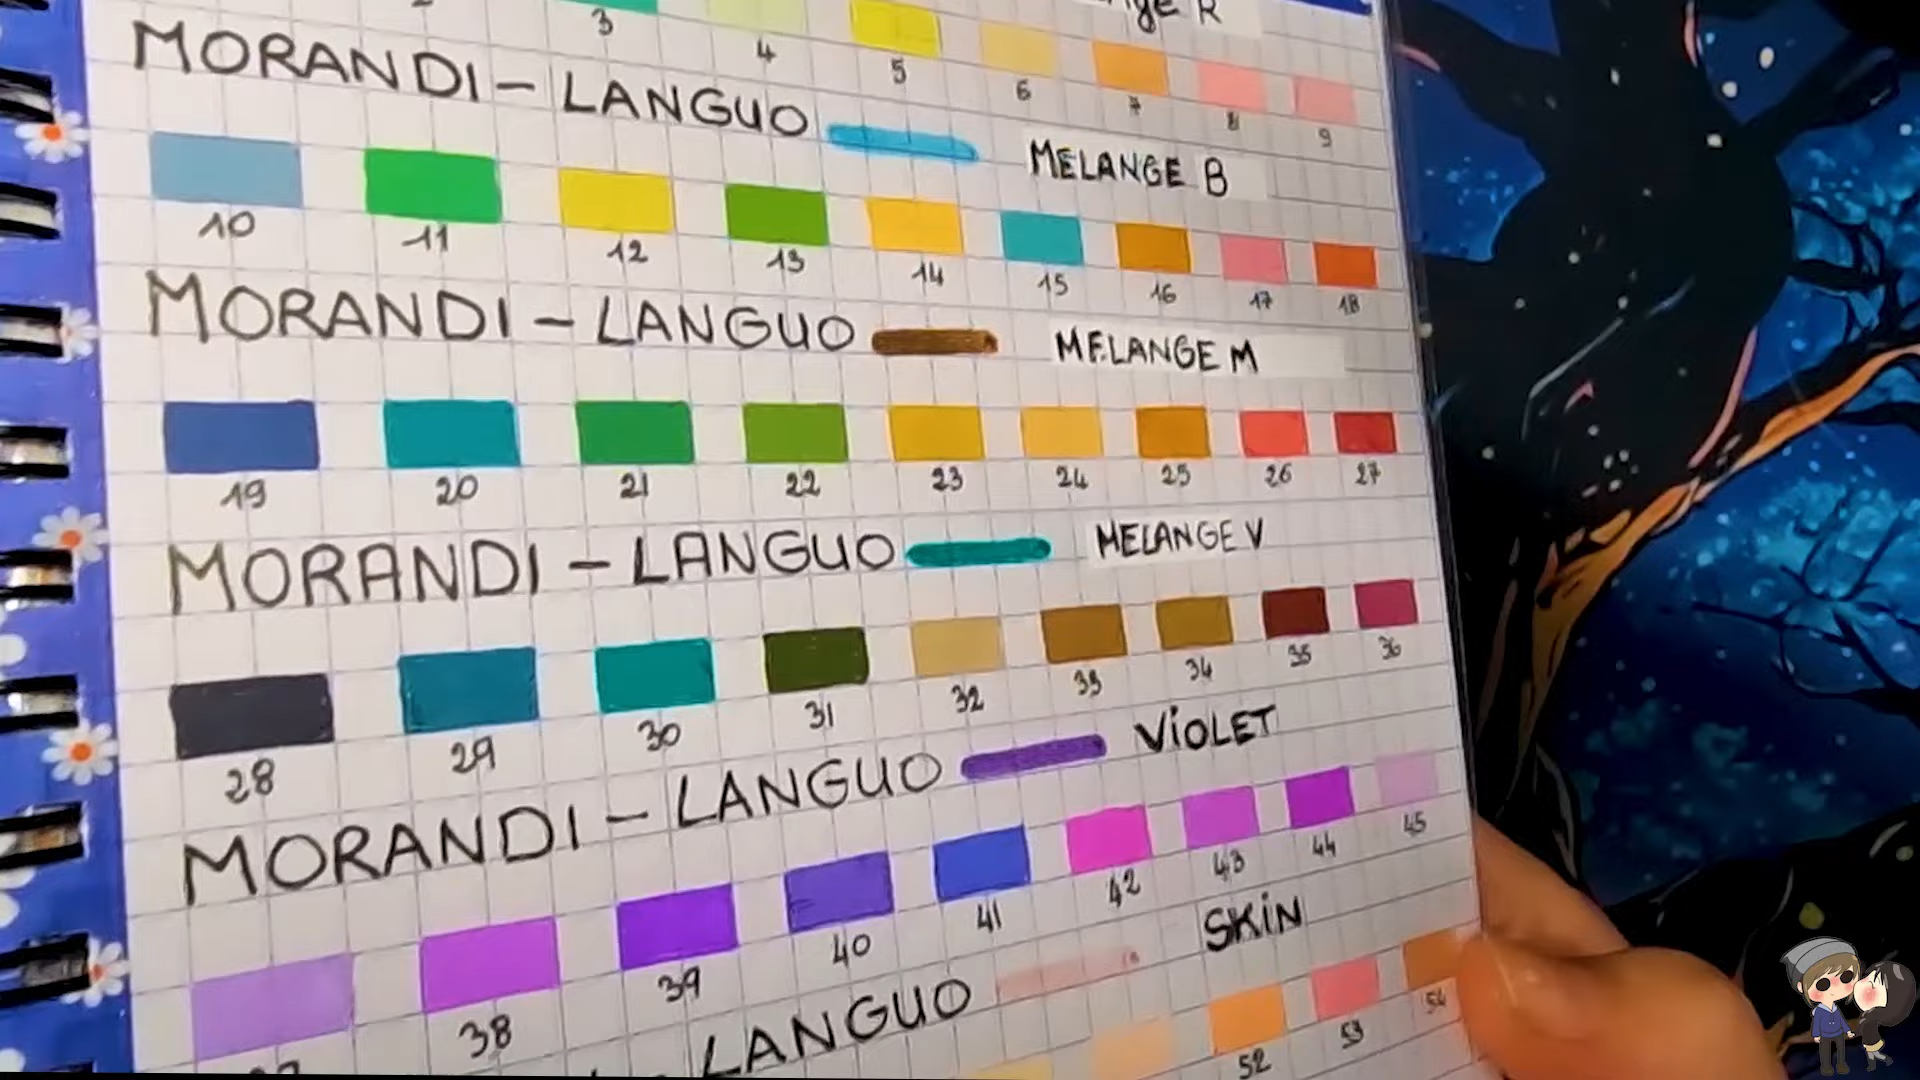 R
3 4 5 6 7 8 9
MORANDI - LANGUO MELANGE B
10 11 12 13 14 15 16 17 18
MORANDI - LANGUO MELANGE M
19 20 21 22 23 24 25 26 27
MORANDI - LANGUO MELANGE V
28 29 30 31 32 33 34 35 36
MORANDI - LANGUO VIOLET
38 39 40 41 42 43 44 45
LANGUO SKIN
52 53 54